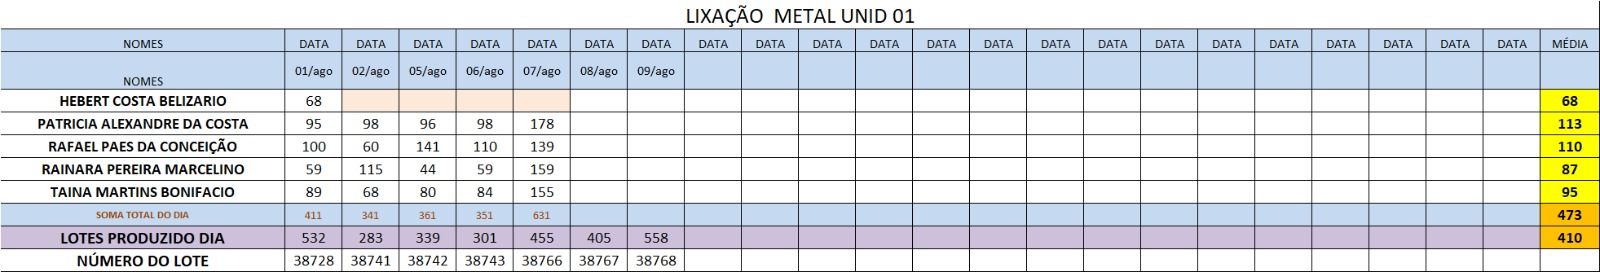 LIXAÇÃO METAL UNID 01
NOMES DATA DATA DATA DATA DATA DATA DATA DATA DATA DATA DATA DATA DATA DATA DATA DATA DATA DATA DATA DATA DATA DATA MÉDIA
NOMES 01/ago 02/ago 05/ago 06/ago 07/ago 08/ago 09/ago
HEBERT COSTA BELIZARIO 68 68
PATRICIA ALEXANDRE DA COSTA 95 98 96 98 178 113
RAFAEL PAES DA CONCEIÇÃO 100 60 141 110 139 110
RAINARA PEREIRA MARCELINO 59 115 44 59 159 87
TAINA MARTINS BONIFACIO 89 68 80 84 155 95
SOMA TOTAL DO DIA 411 341 361 351 631 473
LOTES PRODUZIDO DIA 532 283 339 301 455 405 558 410
NÚMERO DO LOTE 38728 38741 38742 38743 38766 38767 38768